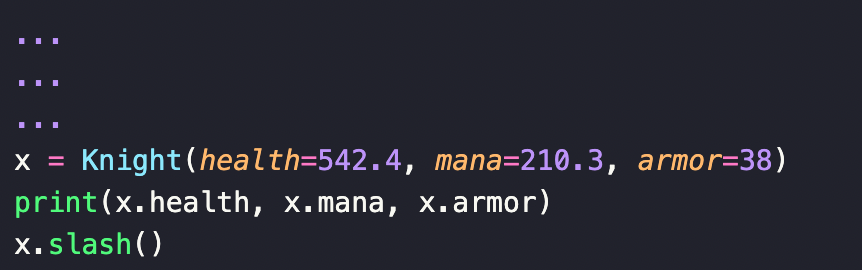 ...
...
...
x = Knight(health=542.4, mana=210.3, armor=38)
print(x.health, x.mana, x.armor)
x.slash()